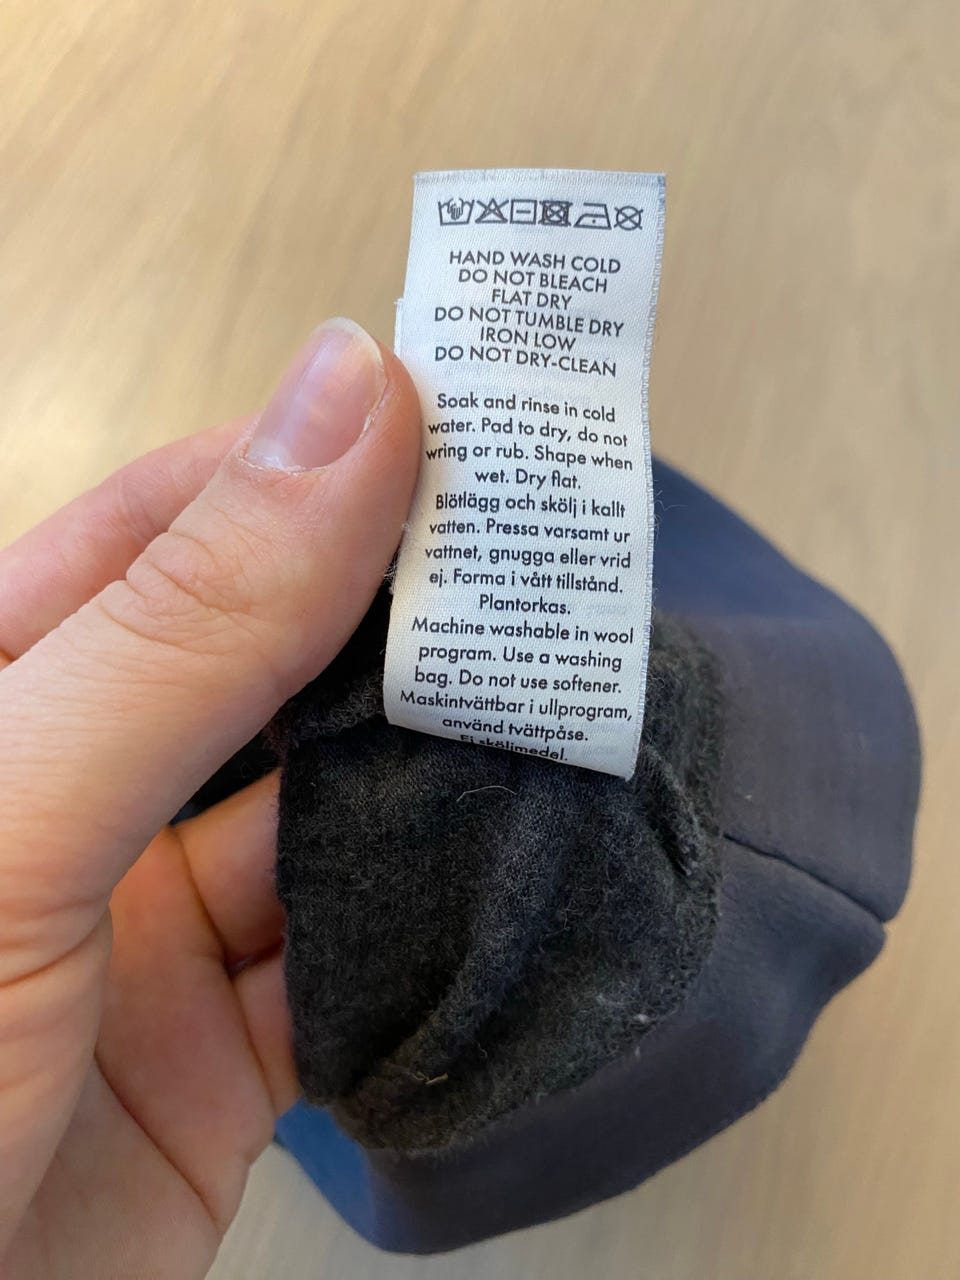 HAND WASH COLD
DO NOT BLEACH
FLAT DRY
DO NOT TUMBLE DRY
IRON LOW
DO NOT DRY-CLEAN
Soak and rinse in cold
water. Pad to dry, do not
wring or rub. Shape when
wet. Dry flat.
Blötlägg och skölj i kallt
vatten. Pressa varsamt ur
vattnet, gnugga eller vrid
ej. Forma i vått tillstånd.
Plantorkas.
Machine washable in wool
program. Use a washing
bag. Do not use softener.
Maskintvättbar i ullprogram,
använd tvättpåse.
Ej sköljmedel.